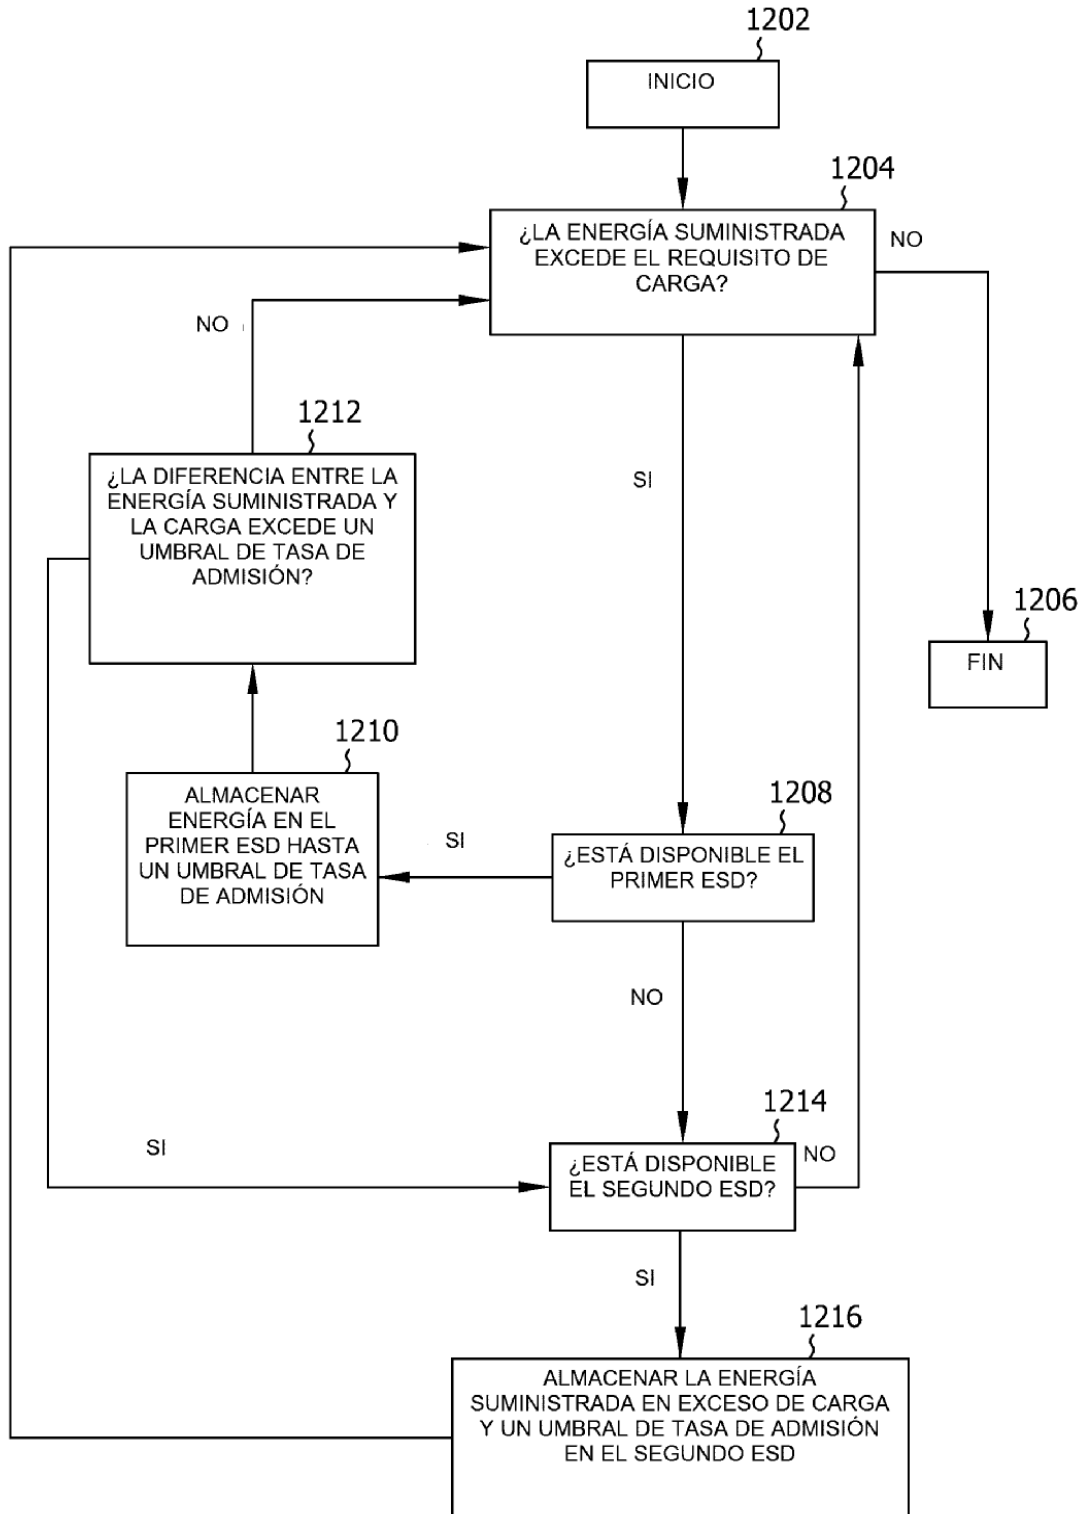 1202
INICIO
1204
¿LA ENERGÍA SUMINISTRADA
EXCEDE EL REQUISITO DE
CARGA?
NO
NO
1212
¿LA DIFERENCIA ENTRE LA
ENERGÍA SUMINISTRADA Y
LA CARGA EXCEDE UN
UMBRAL DE TASA DE
ADMISIÓN?
SI
1206
FIN
1210
ALMACENAR
ENERGÍA EN EL
PRIMER ESD HASTA
UN UMBRAL DE TASA
DE ADMISIÓN
SI
1208
¿ESTÁ DISPONIBLE EL
PRIMER ESD?
NO
1214
¿ESTÁ DISPONIBLE
EL SEGUNDO ESD?
NO
SI
SI
1216
ALMACENAR LA ENERGÍA
SUMINISTRADA EN EXCESO DE CARGA
Y UN UMBRAL DE TASA DE ADMISIÓN
EN EL SEGUNDO ESD